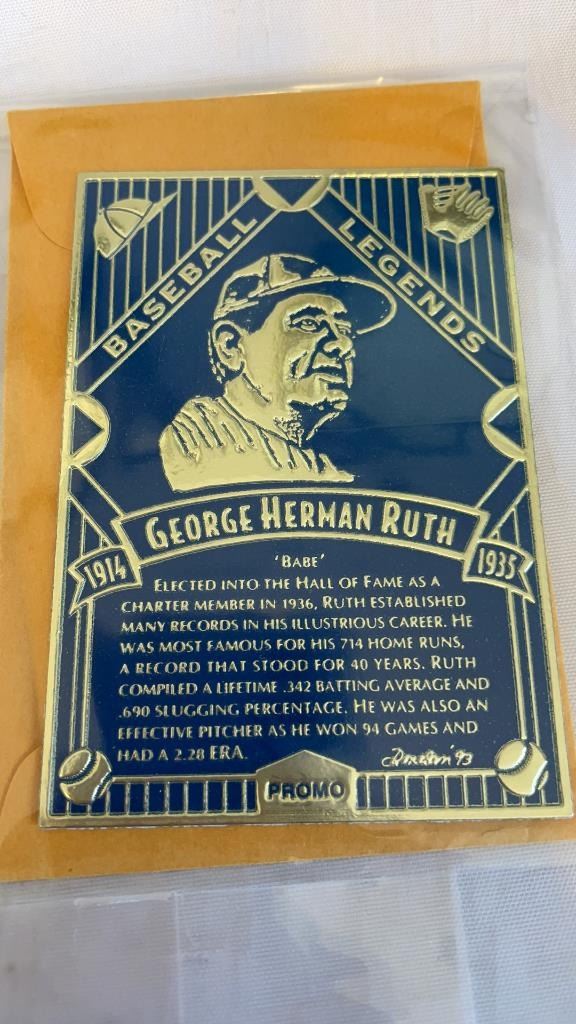 BASEBALL LEGENDS
GEORGE HERMAN RUTH
1914
1935
'BABE'
ELECTED INTO THE HALL OF FAME AS A
CHARTER MEMBER IN 1936, RUTH ESTABLISHED
MANY RECORDS IN HIS ILLUSTRIOUS CAREER. HE
WAS MOST FAMOUS FOR HIS 714 HOME RUNS,
A RECORD THAT STOOD FOR 40 YEARS. RUTH
COMPILED A LIFETIME .342 BATTING AVERAGE AND
.690 SLUGGING PERCENTAGE. HE WAS ALSO AN
EFFECTIVE PITCHER AS HE WON 94 GAMES AND
HAD A 2.28 ERA.
'93
PROMO